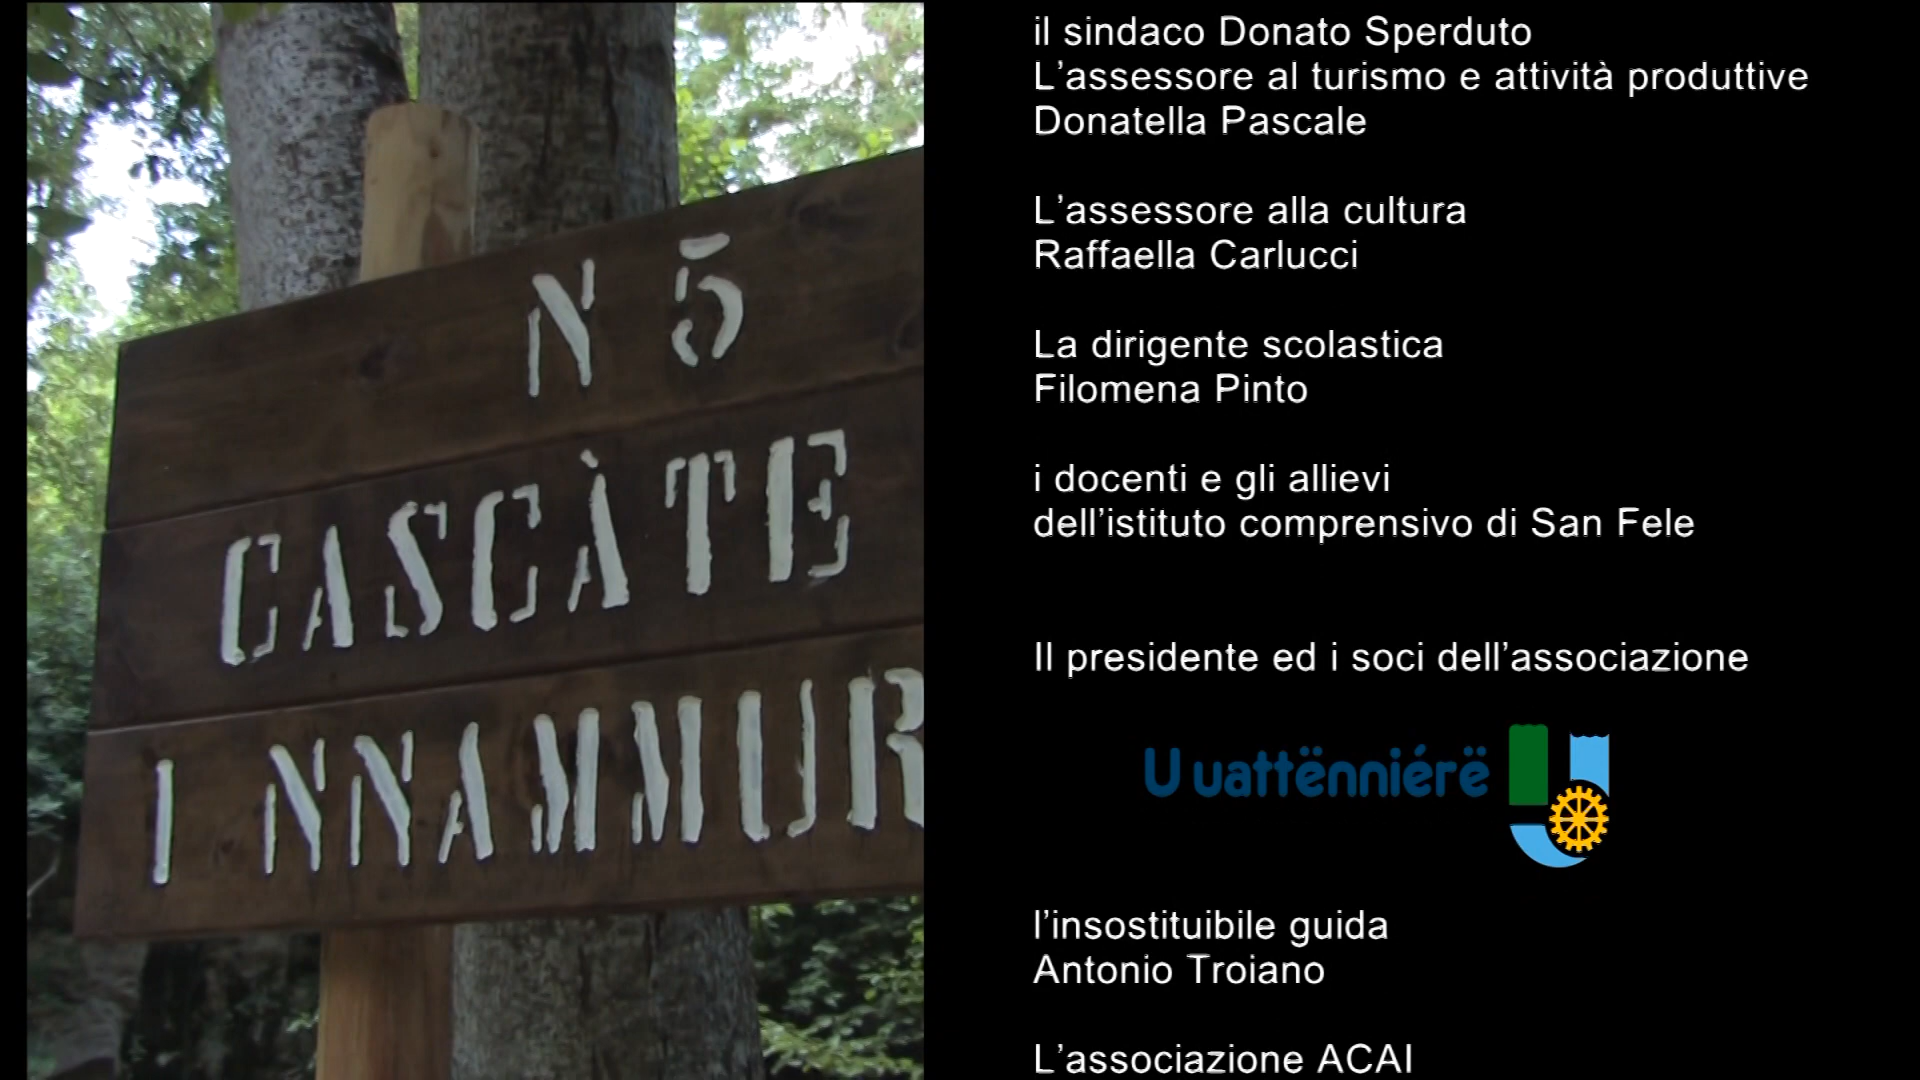 N 5
CASCÀTE
I NNAMMUR
il sindaco Donato Sperduto
L'assessore al turismo e attività produttive
Donatella Pascale
L'assessore alla cultura
Raffaella Carlucci
La dirigente scolastica
Filomena Pinto
i docenti e gli allievi
dell'istituto comprensivo di San Fele
Il presidente ed i soci dell'associazione
U uattënniérë
l'insostituibile guida
Antonio Troiano
L'associazione ACAI